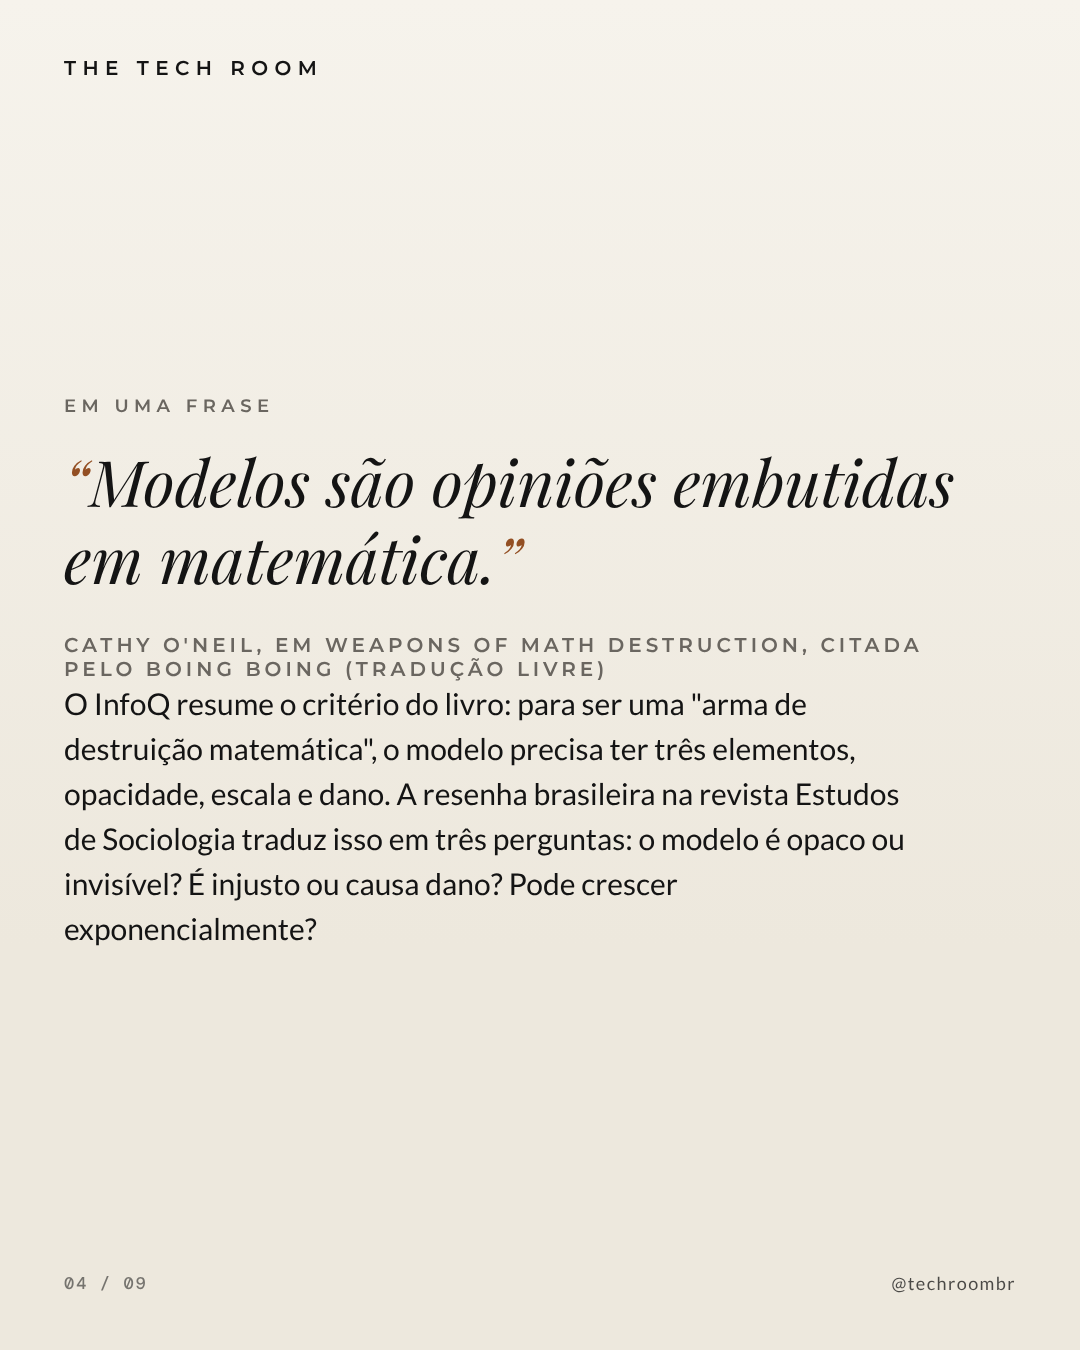 THE TECH ROOM
EM UMA FRASE
“Modelos são opiniões embutidas
em matemática.”
CATHY O'NEIL, EM WEAPONS OF MATH DESTRUCTION, CITADA
PELO BOING BOING (TRADUÇÃO LIVRE)
O InfoQ resume o critério do livro: para ser uma "arma de
destruição matemática", o modelo precisa ter três elementos,
opacidade, escala e dano. A resenha brasileira na revista Estudos
de Sociologia traduz isso em três perguntas: o modelo é opaco ou
invisível? É injusto ou causa dano? Pode crescer
exponencialmente?
04 / 09
@techroombr